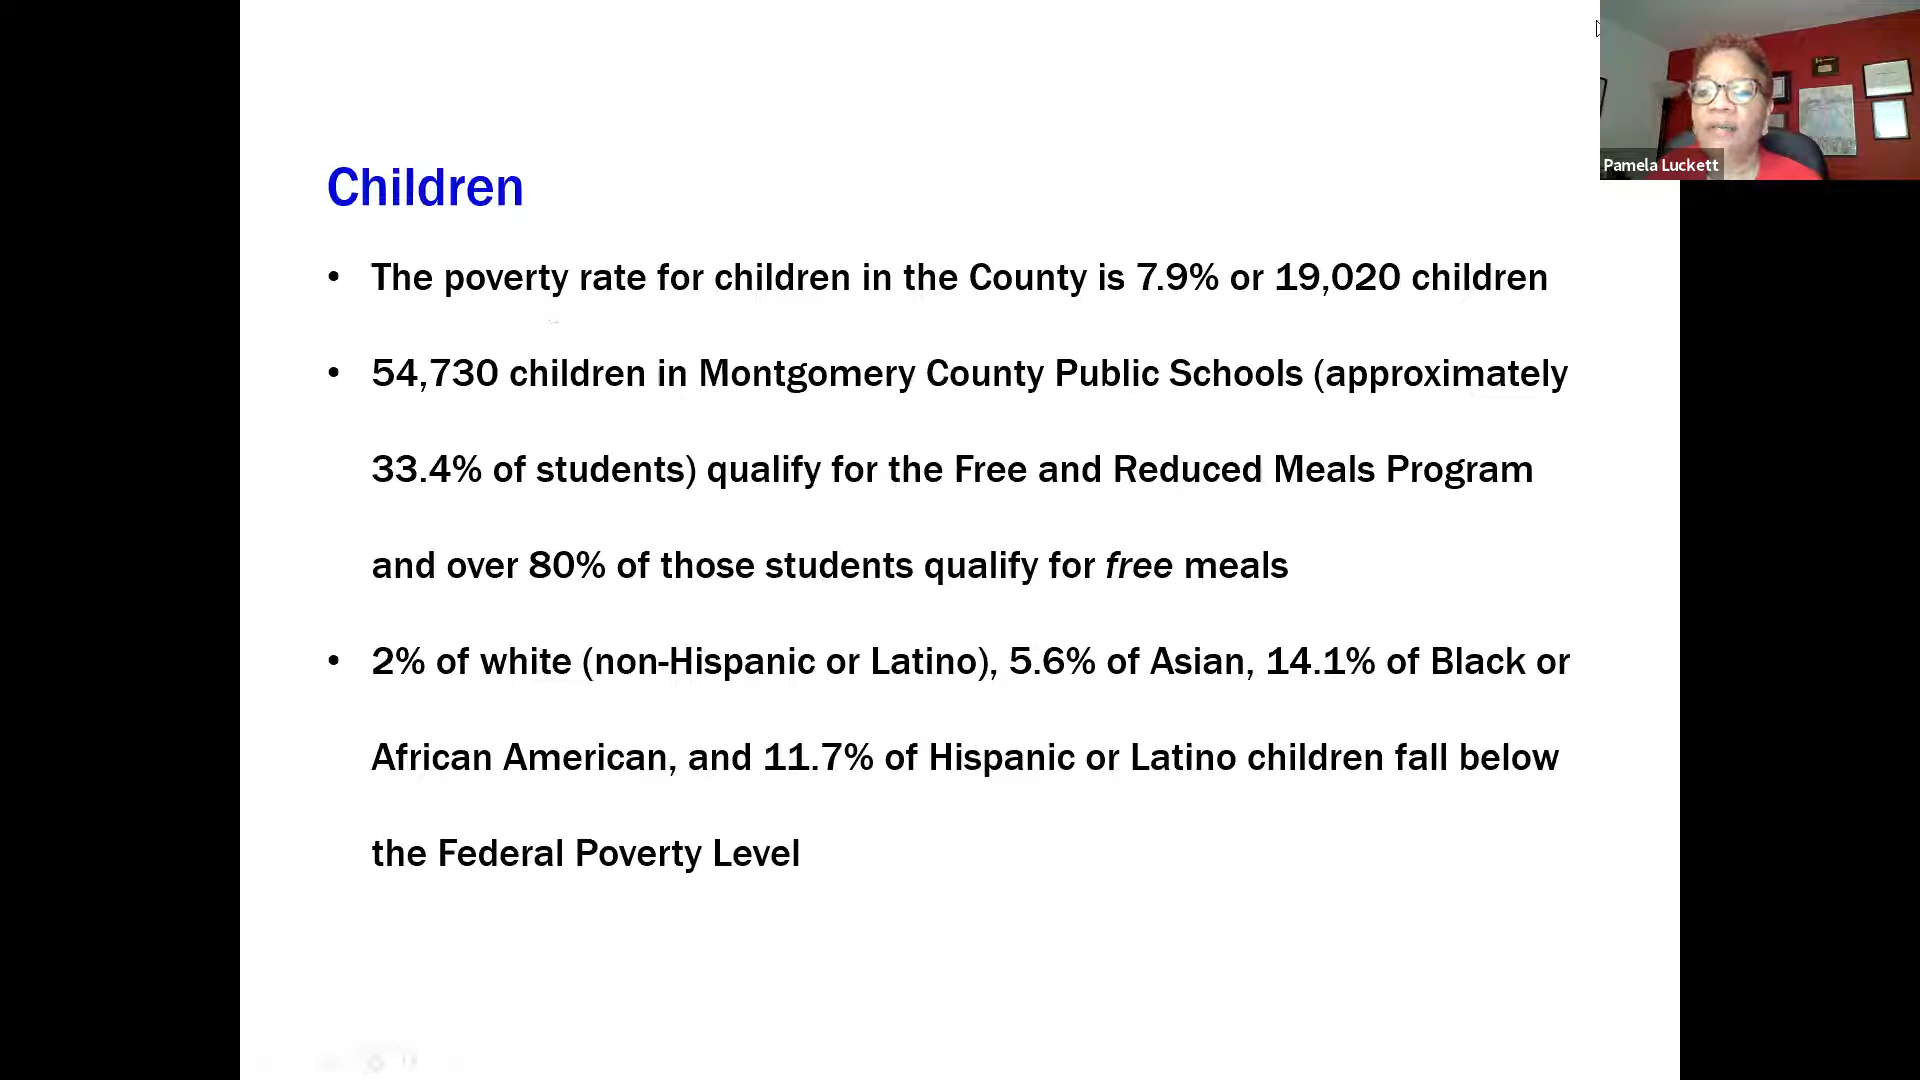 Children
• The poverty rate for children in the County is 7.9% or 19,020 children
• 54,730 children in Montgomery County Public Schools (approximately
33.4% of students) qualify for the Free and Reduced Meals Program
and over 80% of those students qualify for free meals
• 2% of white (non-Hispanic or Latino), 5.6% of Asian, 14.1% of Black or
African American, and 11.7% of Hispanic or Latino children fall below
the Federal Poverty Level
Pamela Luckett